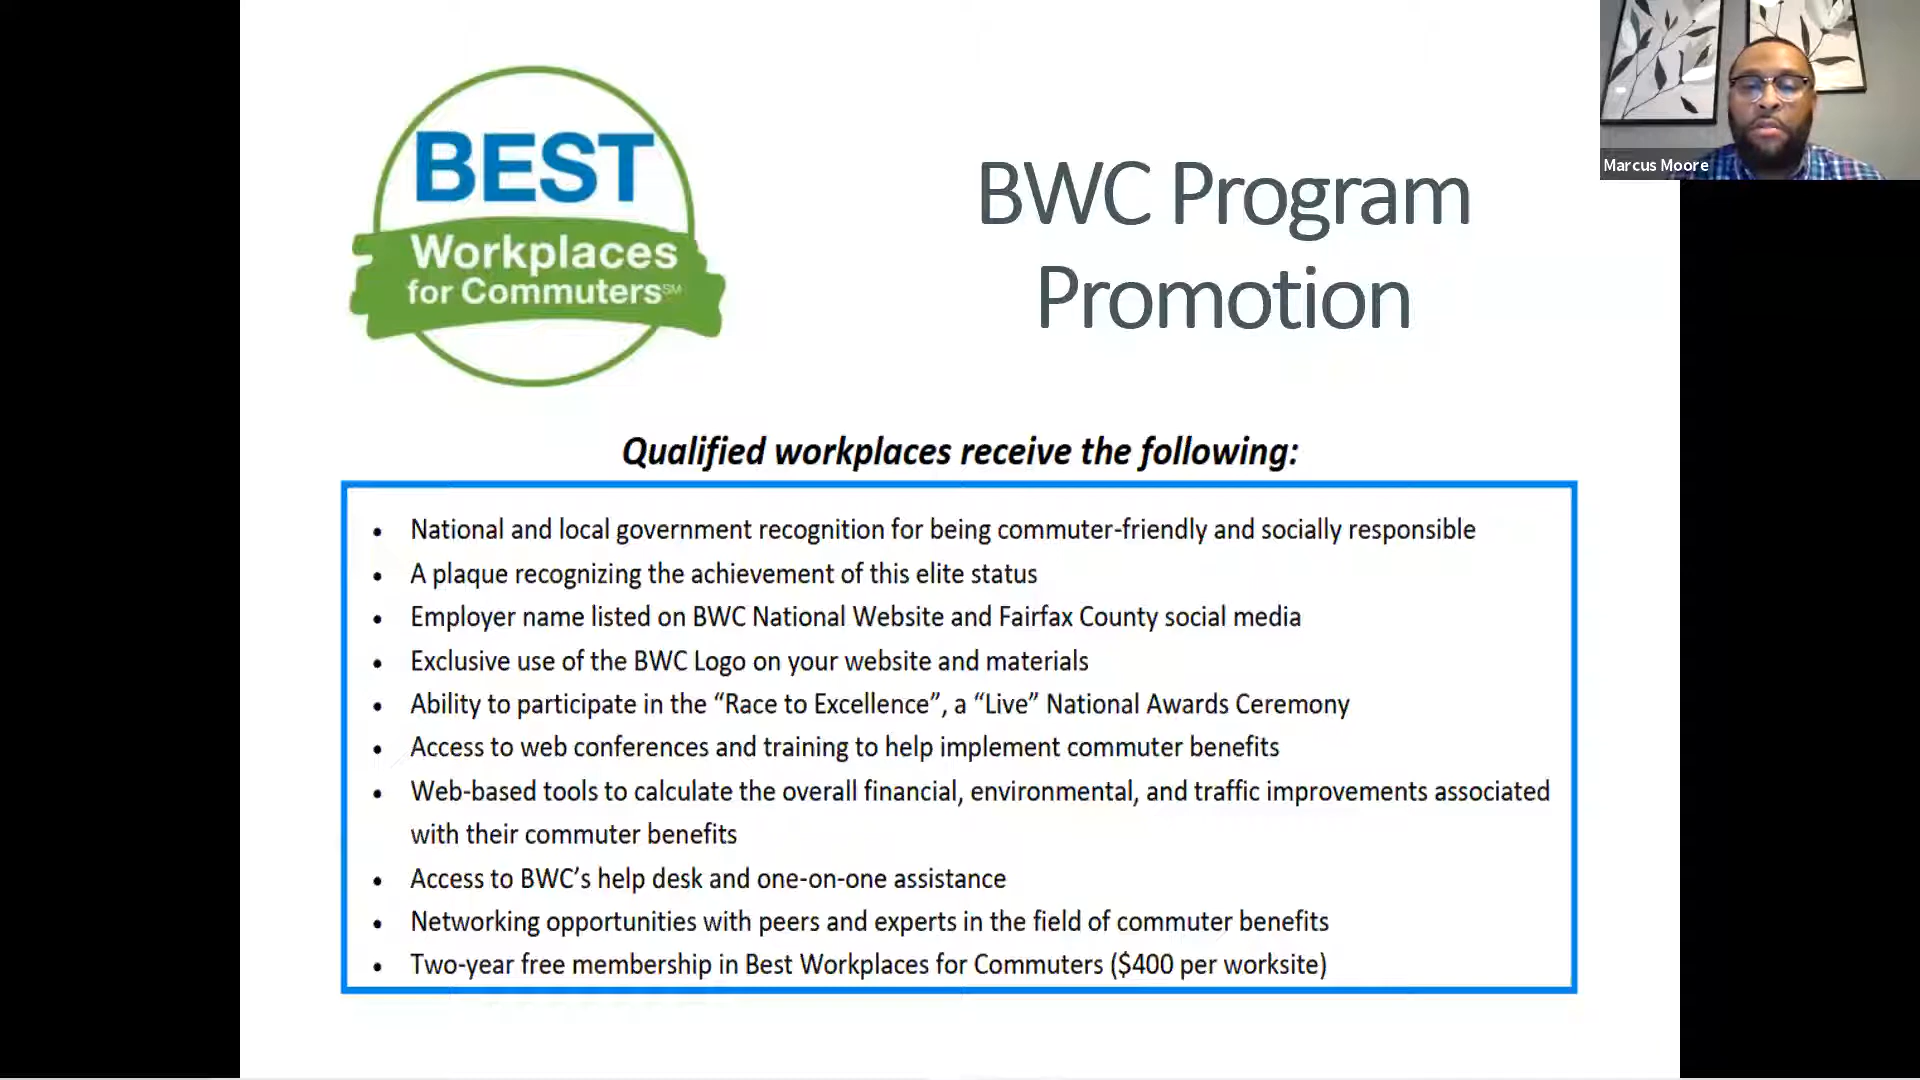 BEST
Workplaces
for Commuters℠
BWC Program
Promotion
Marcus Moore
Qualified workplaces receive the following:
• National and local government recognition for being commuter-friendly and socially responsible
• A plaque recognizing the achievement of this elite status
• Employer name listed on BWC National Website and Fairfax County social media
• Exclusive use of the BWC Logo on your website and materials
• Ability to participate in the “Race to Excellence”, a “Live” National Awards Ceremony
• Access to web conferences and training to help implement commuter benefits
• Web-based tools to calculate the overall financial, environmental, and traffic improvements associated
with their commuter benefits
• Access to BWC’s help desk and one-on-one assistance
• Networking opportunities with peers and experts in the field of commuter benefits
• Two-year free membership in Best Workplaces for Commuters ($400 per worksite)